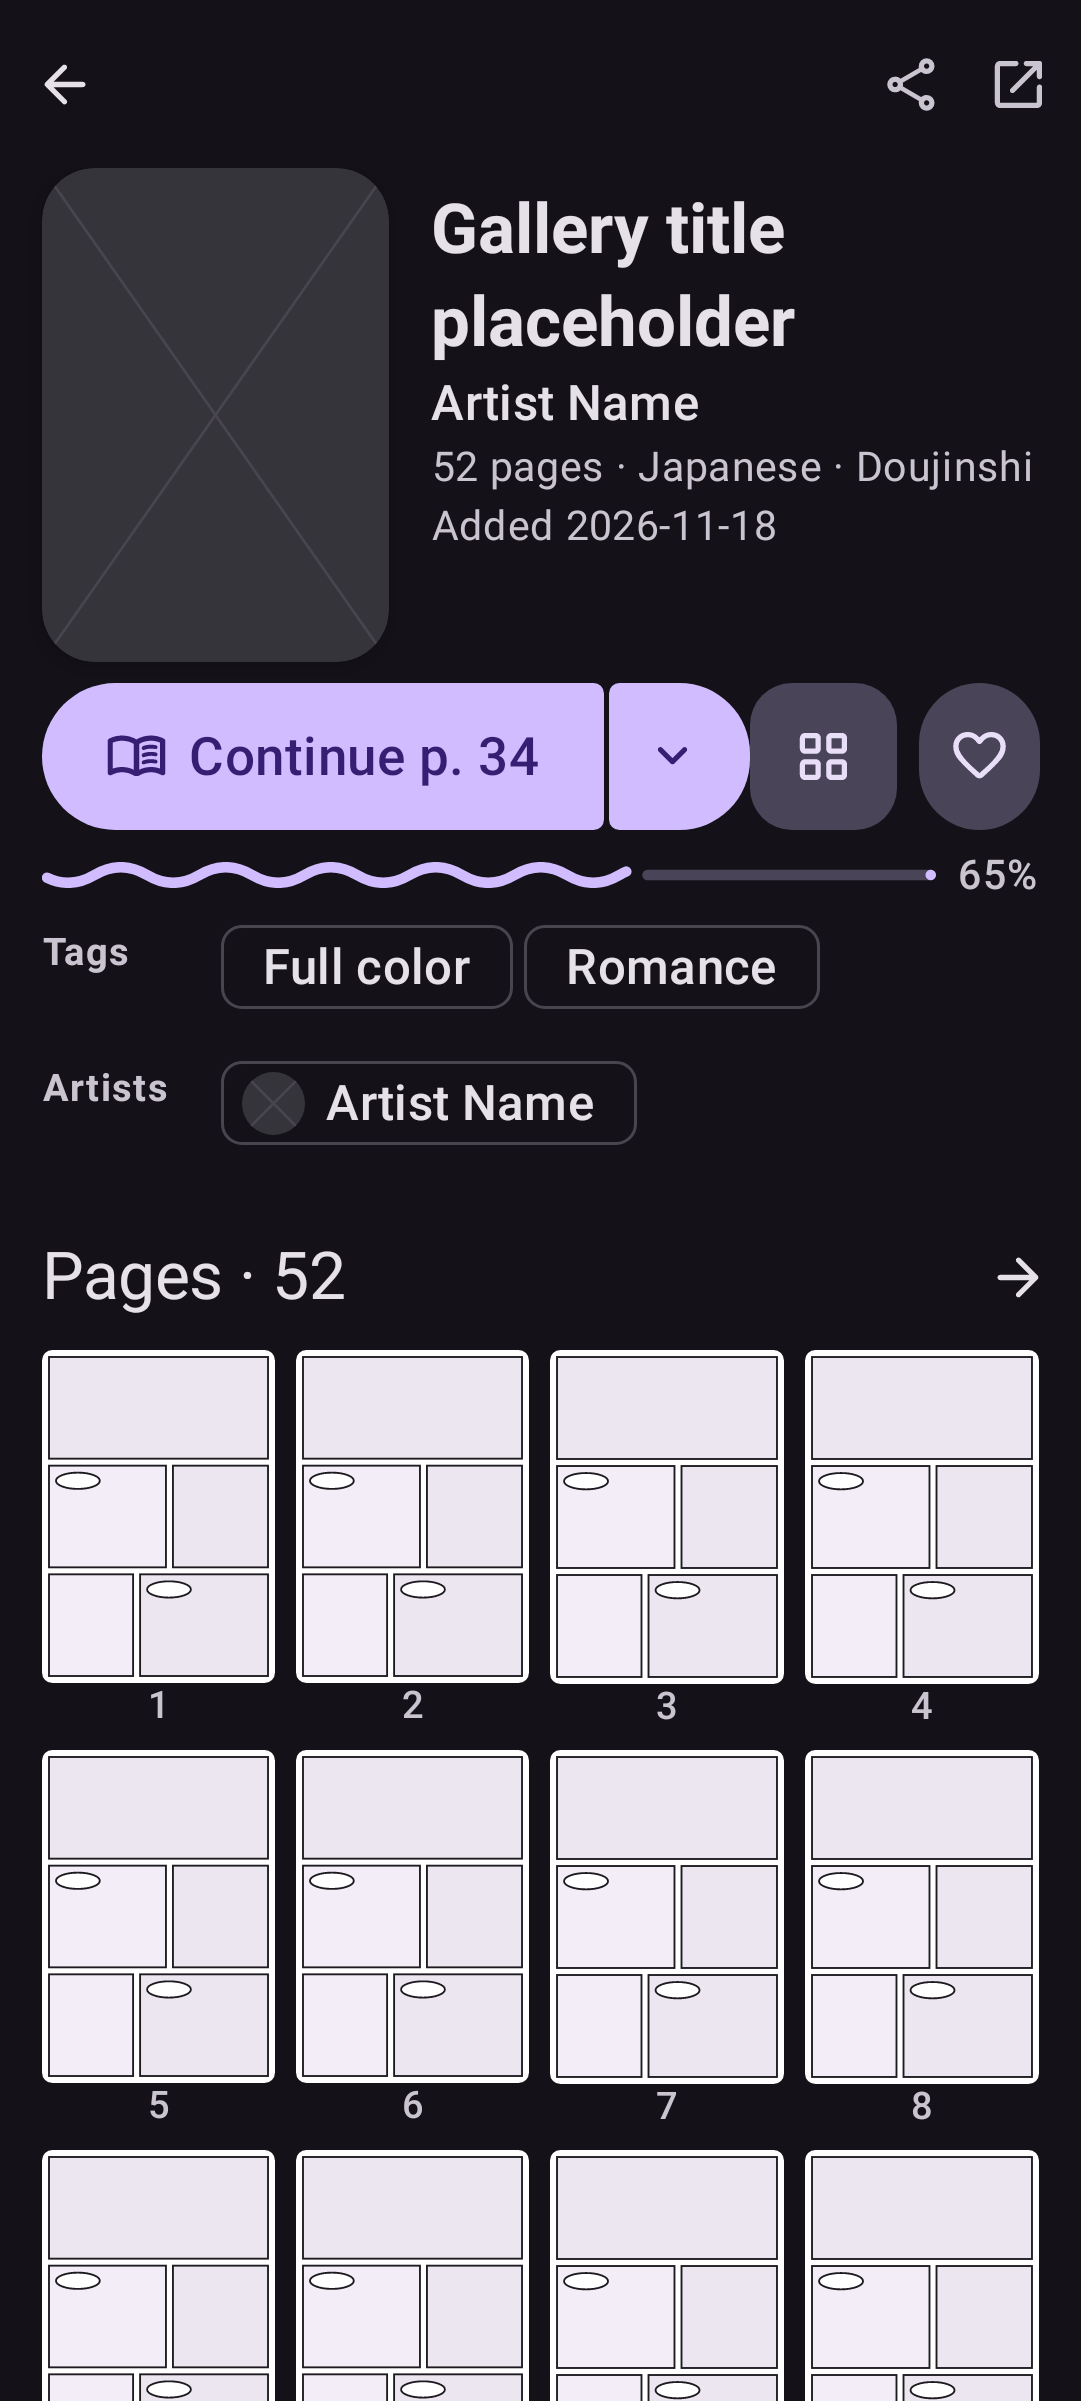 Gallery title
placeholder
Artist Name
52 pages · Japanese · Doujinshi
Added 2026-11-18
Continue p. 34
65%
Tags
Full color
Romance
Artists
Artist Name
Pages · 52
1
2
3
4
5
6
7
8